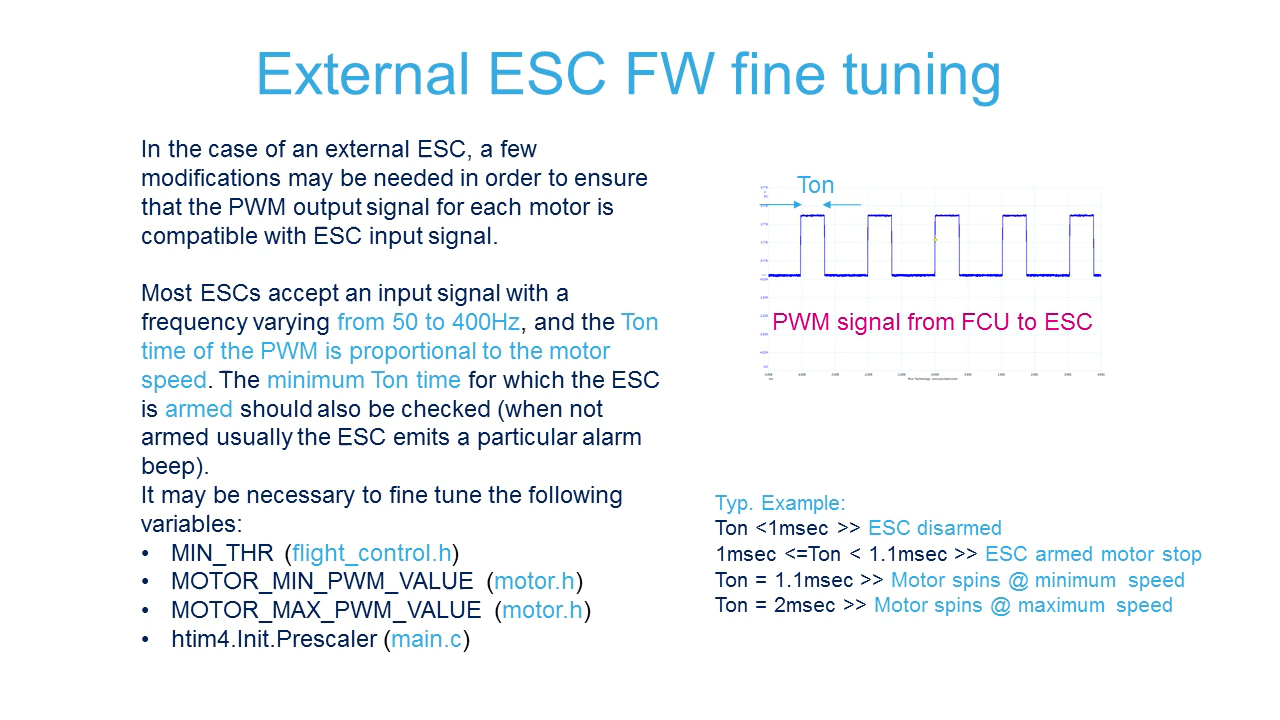 External ESC FW fine tuning
In the case of an external ESC, a few
modifications may be needed in order to ensure
that the PWM output signal for each motor is
compatible with ESC input signal.
Most ESCs accept an input signal with a
frequency varying from 50 to 400Hz, and the Ton
time of the PWM is proportional to the motor
speed. The minimum Ton time for which the ESC
is armed should also be checked (when not
armed usually the ESC emits a particular alarm
beep).
It may be necessary to fine tune the following
variables:
• MIN_THR (flight_control.h)
• MOTOR_MIN_PWM_VALUE (motor.h)
• MOTOR_MAX_PWM_VALUE (motor.h)
• htim4.Init.Prescaler (main.c)
Ton
PWM signal from FCU to ESC
Typ. Example:
Ton <1msec >> ESC disarmed
1msec <=Ton < 1.1msec >> ESC armed motor stop
Ton = 1.1msec >> Motor spins @ minimum speed
Ton = 2msec >> Motor spins @ maximum speed